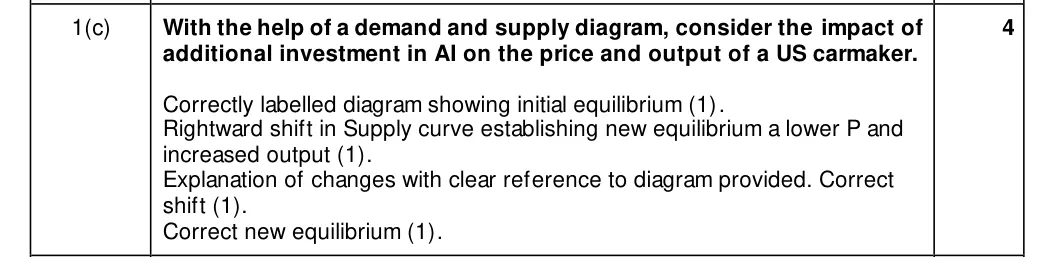 1(c) With the help of a demand and supply diagram, consider the impact of 4
additional investment in AI on the price and output of a US carmaker.
Correctly labelled diagram showing initial equilibrium (1).
Rightward shift in Supply curve establishing new equilibrium a lower P and
increased output (1).
Explanation of changes with clear reference to diagram provided. Correct
shift (1).
Correct new equilibrium (1).